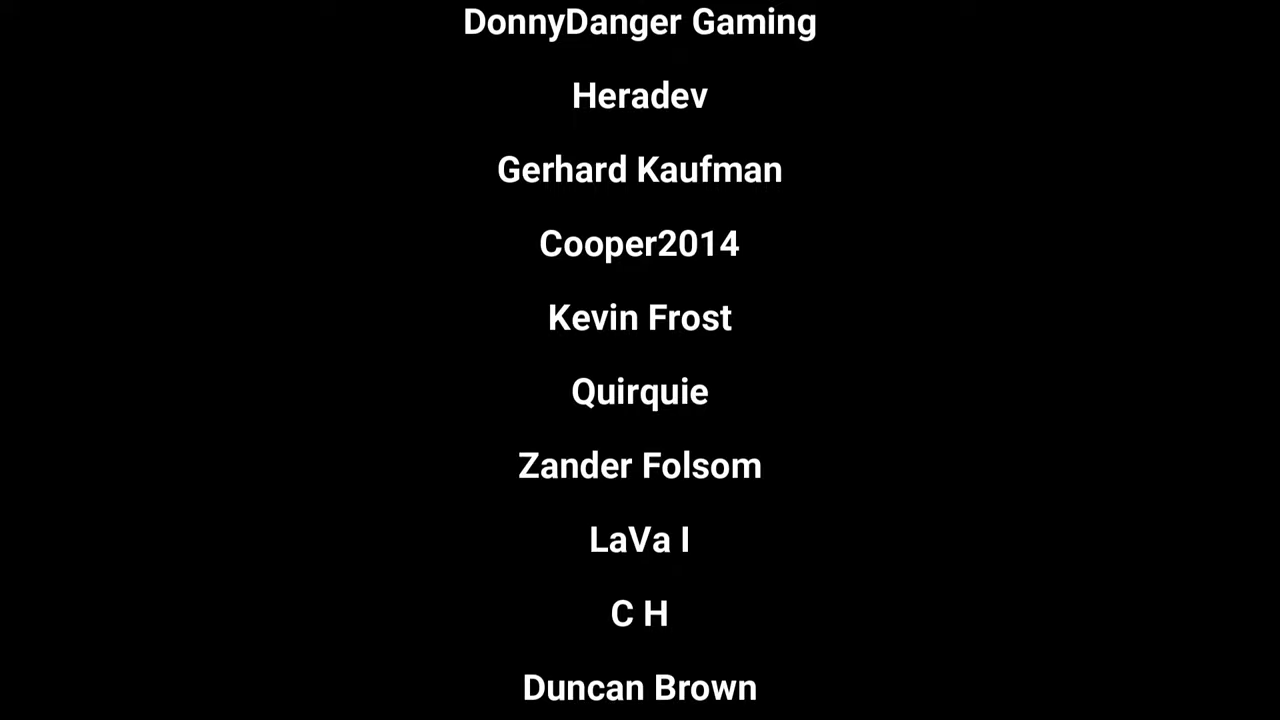 DonnyDanger Gaming
Heradev
Gerhard Kaufman
Cooper2014
Kevin Frost
Quirquie
Zander Folsom
LaVa I
C H
Duncan Brown